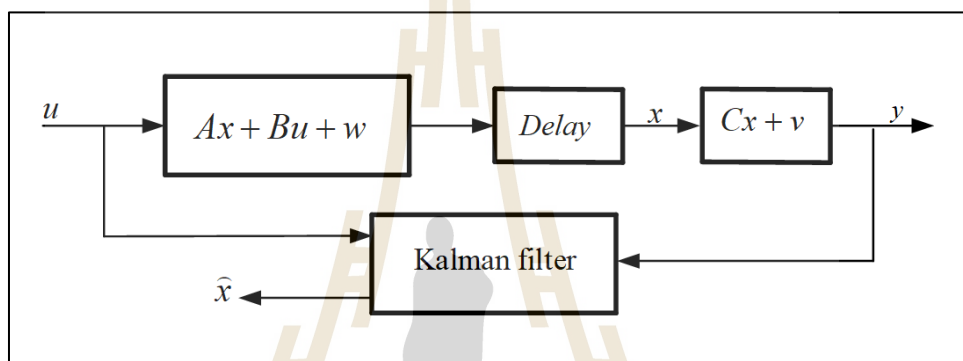 u
Ax + Bu + w
Delay
x
Cx + v
y
Kalman filter
x̂